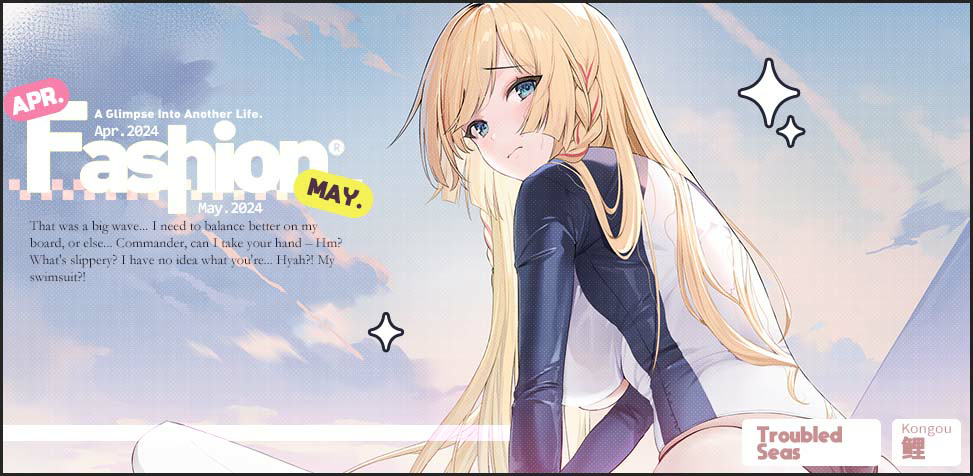 APR.
A Glimpse Into Another Life.
Apr.2024
Fashion®
MAY.
May.2024
That was a big wave... I need to balance better on my
board, or else... Commander, can I take your hand – Hm?
What's slippery? I have no idea what you're... Hyah?! My
swimsuit?!
Troubled
Seas
Kongou
鲤